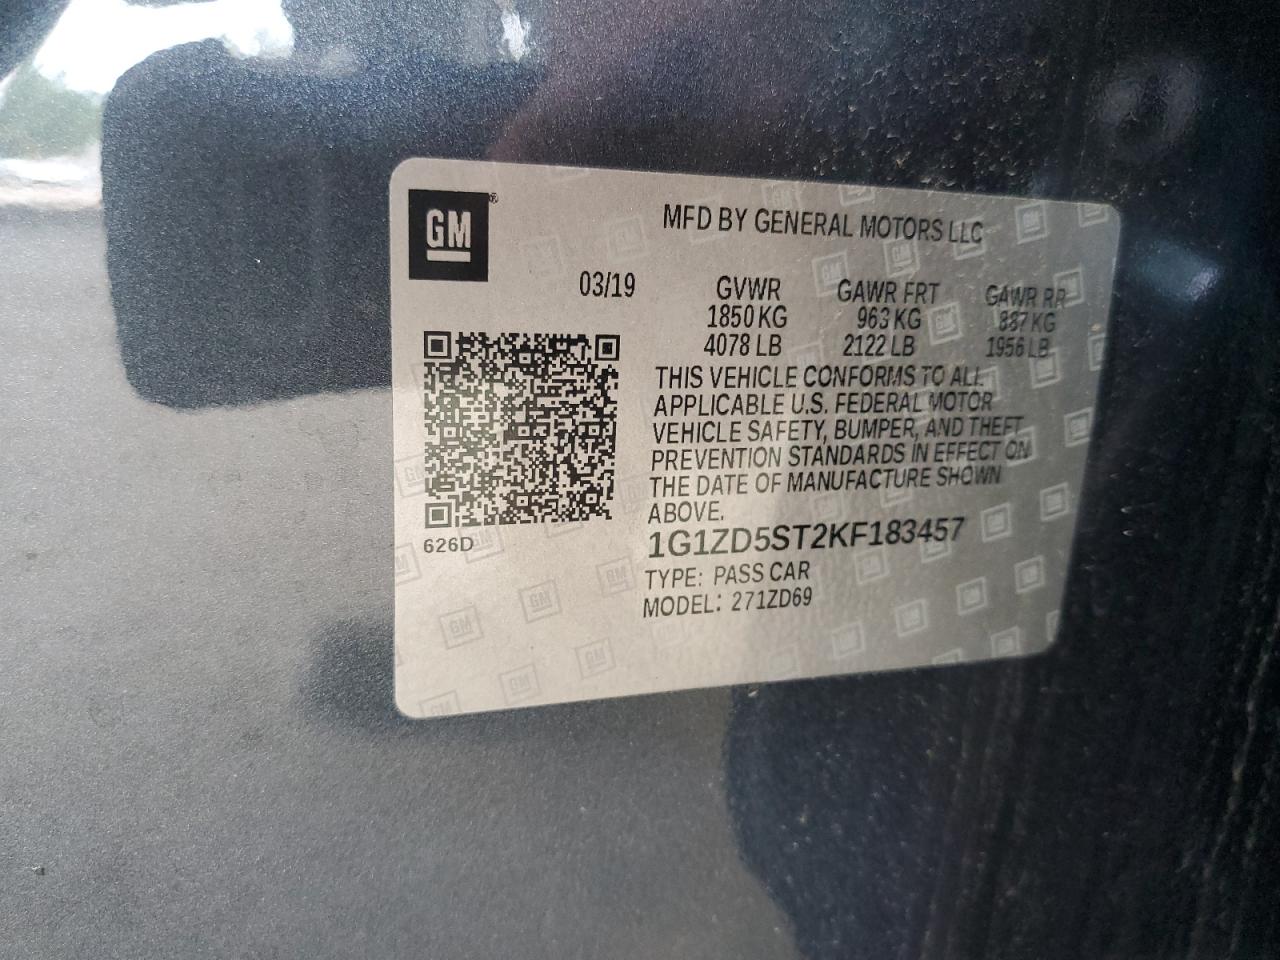 GM®
MFD BY GENERAL MOTORS LLC
03/19 GVWR GAWR FRT GAWR RR
1850 KG 963 KG 887 KG
4078 LB 2122 LB 1956 LB
THIS VEHICLE CONFORMS TO ALL
APPLICABLE U.S. FEDERAL MOTOR
VEHICLE SAFETY, BUMPER, AND THEFT
PREVENTION STANDARDS IN EFFECT ON
THE DATE OF MANUFACTURE SHOWN
ABOVE.
626D
1G1ZD5ST2KF183457
TYPE: PASS CAR
MODEL: 271ZD69